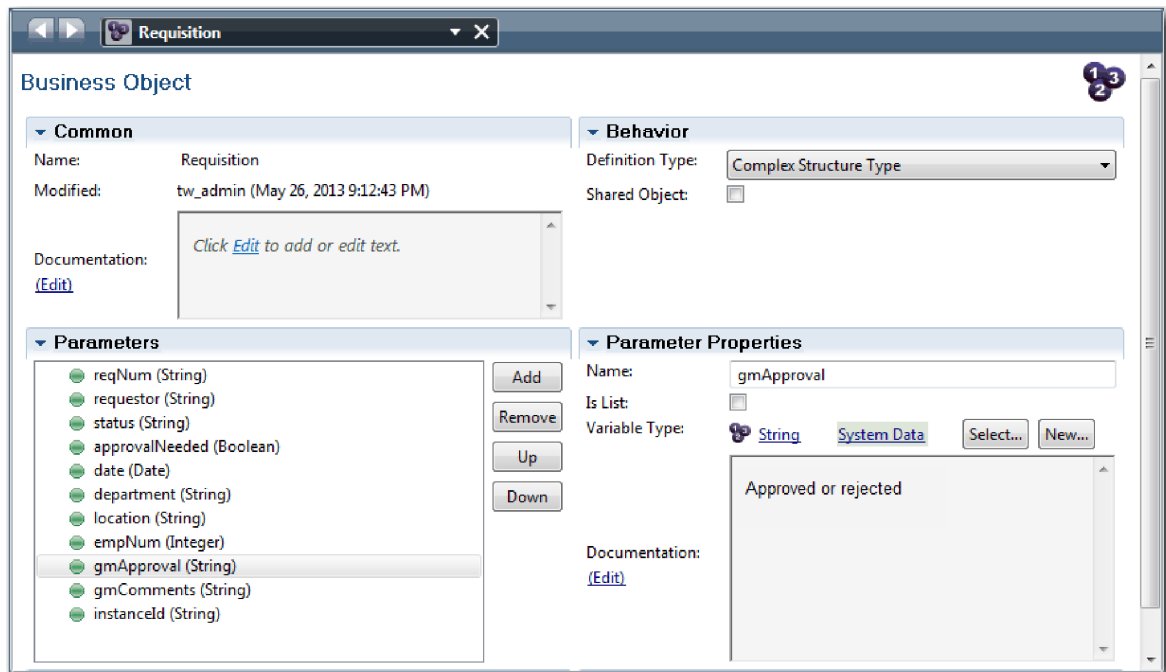 Requisition
Business Object
1 2 3
Common
Name: Requisition
Modified: tw_admin (May 26, 2013 9:12:43 PM)
Click Edit to add or edit text.
Documentation:
(Edit)
Behavior
Definition Type: Complex Structure Type
Shared Object:
Parameters
reqNum (String)
requestor (String)
status (String)
approvalNeeded (Boolean)
date (Date)
department (String)
location (String)
empNum (Integer)
gmApproval (String)
gmComments (String)
instanceId (String)
Add
Remove
Up
Down
Parameter Properties
Name: gmApproval
Is List:
Variable Type: String System Data Select... New...
Approved or rejected
Documentation:
(Edit)